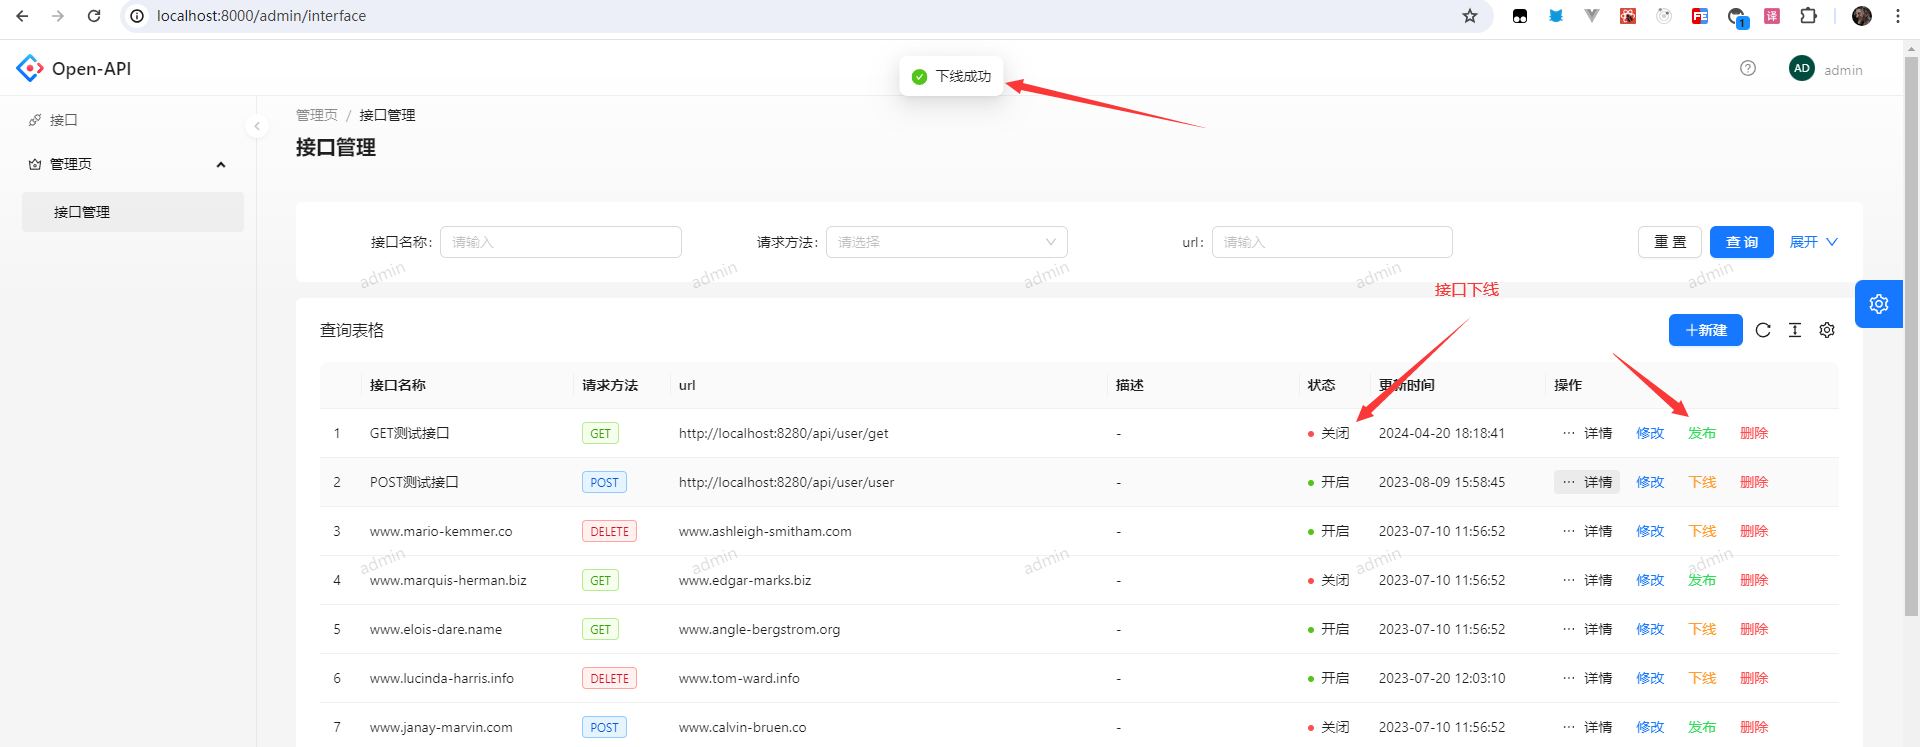 localhost:8000/admin/interface
Open-API
下线成功
AD admin
接口
管理页
接口管理
管理页 / 接口管理
接口管理
接口名称: 请输入 请求方法: 请选择 url: 请输入 重 置 查 询 展开
admin admin admin admin admin
接口下线
查询表格 +新建
接口名称 请求方法 url 描述 状态 更新时间 操作
1 GET测试接口 GET http://localhost:8280/api/user/get - 关闭 2024-04-20 18:18:41 ··· 详情 修改 发布 删除
2 POST测试接口 POST http://localhost:8280/api/user/user - 开启 2023-08-09 15:58:45 ··· 详情 修改 下线 删除
3 www.mario-kemmer.co DELETE www.ashleigh-smitham.com - 开启 2023-07-10 11:56:52 ··· 详情 修改 下线 删除
admin admin admin admin admin
4 www.marquis-herman.biz GET www.edgar-marks.biz - 关闭 2023-07-10 11:56:52 ··· 详情 修改 发布 删除
5 www.elois-dare.name GET www.angle-bergstrom.org - 开启 2023-07-10 11:56:52 ··· 详情 修改 下线 删除
6 www.lucinda-harris.info DELETE www.tom-ward.info - 开启 2023-07-20 12:03:10 ··· 详情 修改 下线 删除
7 www.janay-marvin.com POST www.calvin-bruen.co - 关闭 2023-07-10 11:56:52 ··· 详情 修改 发布 删除